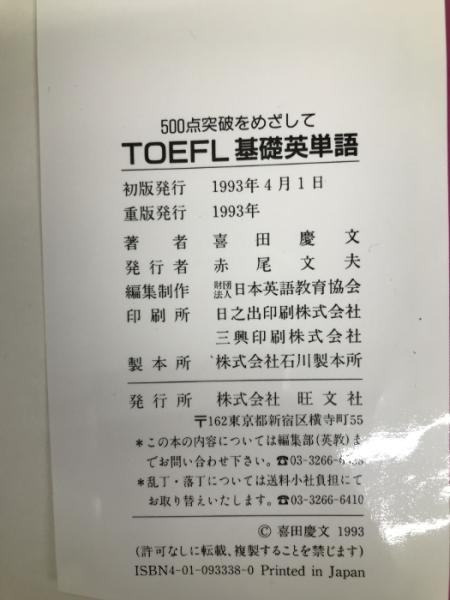 500点突破をめざして
TOEFL 基礎英単語
初版発行 1993年4月1日
重版発行 1993年
著者 喜田慶文
発行者 赤尾文夫
編集制作 財団法人 日本英語教育協会
印刷所 日之出印刷株式会社
三興印刷株式会社
製本所 株式会社石川製本所
発行所 株式会社 旺文社
〒162東京都新宿区横寺町55
*この本の内容については編集部(英教)ま
でお問い合わせ下さい。☎03-3266-
*乱丁・落丁については送料小社負担にて
お取り替えいたします。☎03-3266-6410
© 喜田慶文 1993
(許可なしに転載、複製することを禁じます)
ISBN4-01-093338-0 Printed in Japan